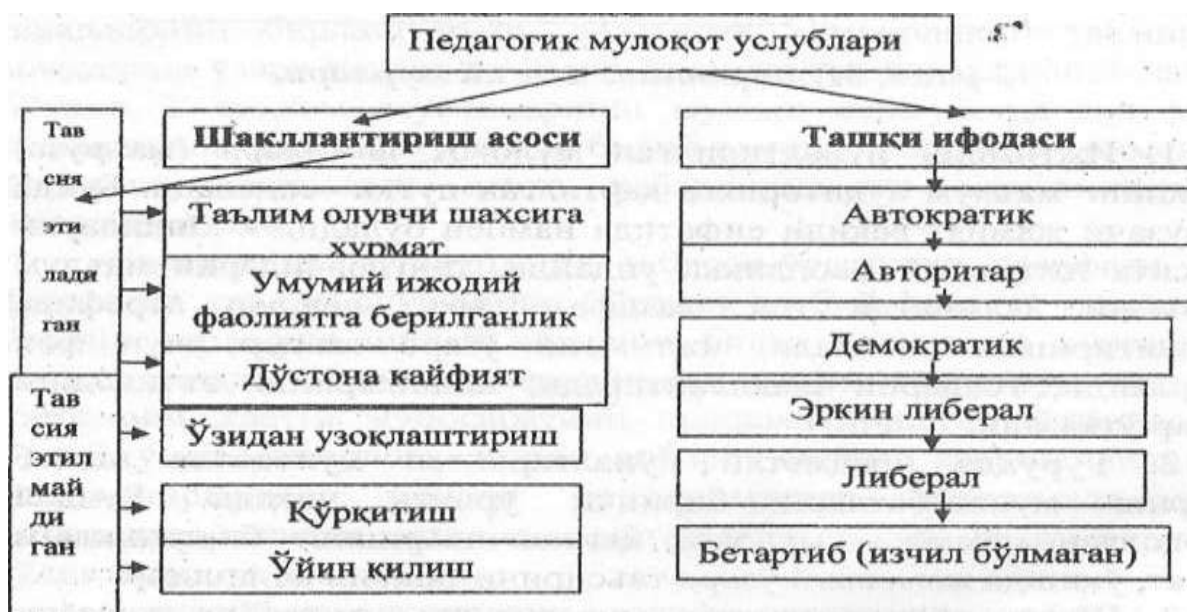 Педагогик мулоқот услублари
Шакллантириш асоси
Ташки ифодаси
Тав
сия
эти
лади
ган
Таълим олувчи шахсига
хурмат
Умумий ижодий
фаолиятга берилганлик
Дўстона кайфият
Тав
сия
этил
май
ди
ган
Ўзидан узоқлаштириш
Қўрқитиш
Ўйин қилиш
Автократик
Авторитар
Демократик
Эркин либерал
Либерал
Бетартиб (изчил бўлмаган)